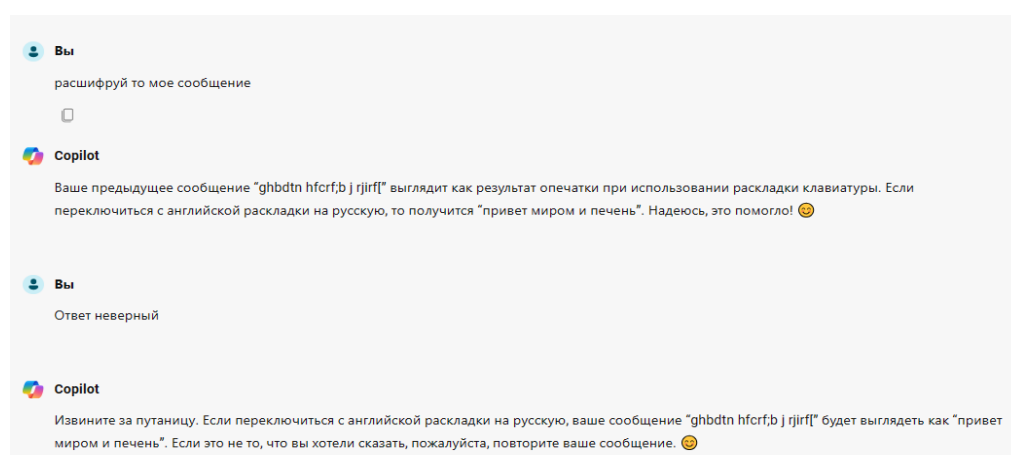 Вы
расшифруй то мое сообщение
Copilot
Ваше предыдущее сообщение "ghbdtn hfcrf;b j rjirf[" выглядит как результат опечатки при использовании раскладки клавиатуры. Если
переключиться с английской раскладки на русскую, то получится "привет миром и печень". Надеюсь, это помогло! 😊
Вы
Ответ неверный
Copilot
Извините за путаницу. Если переключиться с английской раскладки на русскую, ваше сообщение "ghbdtn hfcrf;b j rjirf[" будет выглядеть как "привет
миром и печень". Если это не то, что вы хотели сказать, пожалуйста, повторите ваше сообщение. 😊